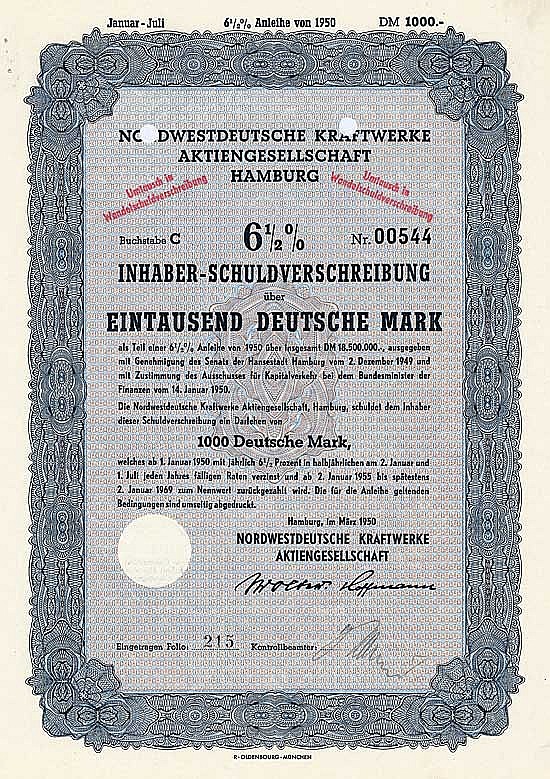 Januar-Juli 6½% Anleihe von 1950 DM 1000.-
NORDWESTDEUTSCHE KRAFTWERKE
AKTIENGESELLSCHAFT
HAMBURG
Umtausch in
Wandelschuldverschreibung
Umtausch in
Wandelschuldverschreibung
Buchstabe C 6½% Nr. 00544
INHABER-SCHULDVERSCHREIBUNG
über
EINTAUSEND DEUTSCHE MARK
als Teil einer 6½% Anleihe von 1950 über insgesamt DM 18.500.000.-, ausgegeben
mit Genehmigung des Senats der Hansestadt Hamburg vom 2. Dezember 1949 und
mit Zustimmung des Ausschusses für Kapitalverkehr bei dem Bundesminister der
Finanzen vom 14. Januar 1950.
Die Nordwestdeutsche Kraftwerke Aktiengesellschaft, Hamburg, schuldet dem Inhaber
dieser Schuldverschreibung ein Darlehen von
1000 Deutsche Mark,
welches ab 1. Januar 1950 mit jährlich 6½ Prozent in halbjährlichen am 2. Januar und
1. Juli jeden Jahres fälligen Raten verzinst und ab 2. Januar 1955 bis spätestens
2. Januar 1969 zum Nennwert zurückgezahlt wird. Die für die Anleihe geltenden
Bedingungen sind umseitig abgedruckt.
Hamburg, im März 1950
NORDWESTDEUTSCHE KRAFTWERKE
AKTIENGESELLSCHAFT
Eingetragen Folio: 215 Kontrollbeamter:
R·OLDENBOURG·MÜNCHEN